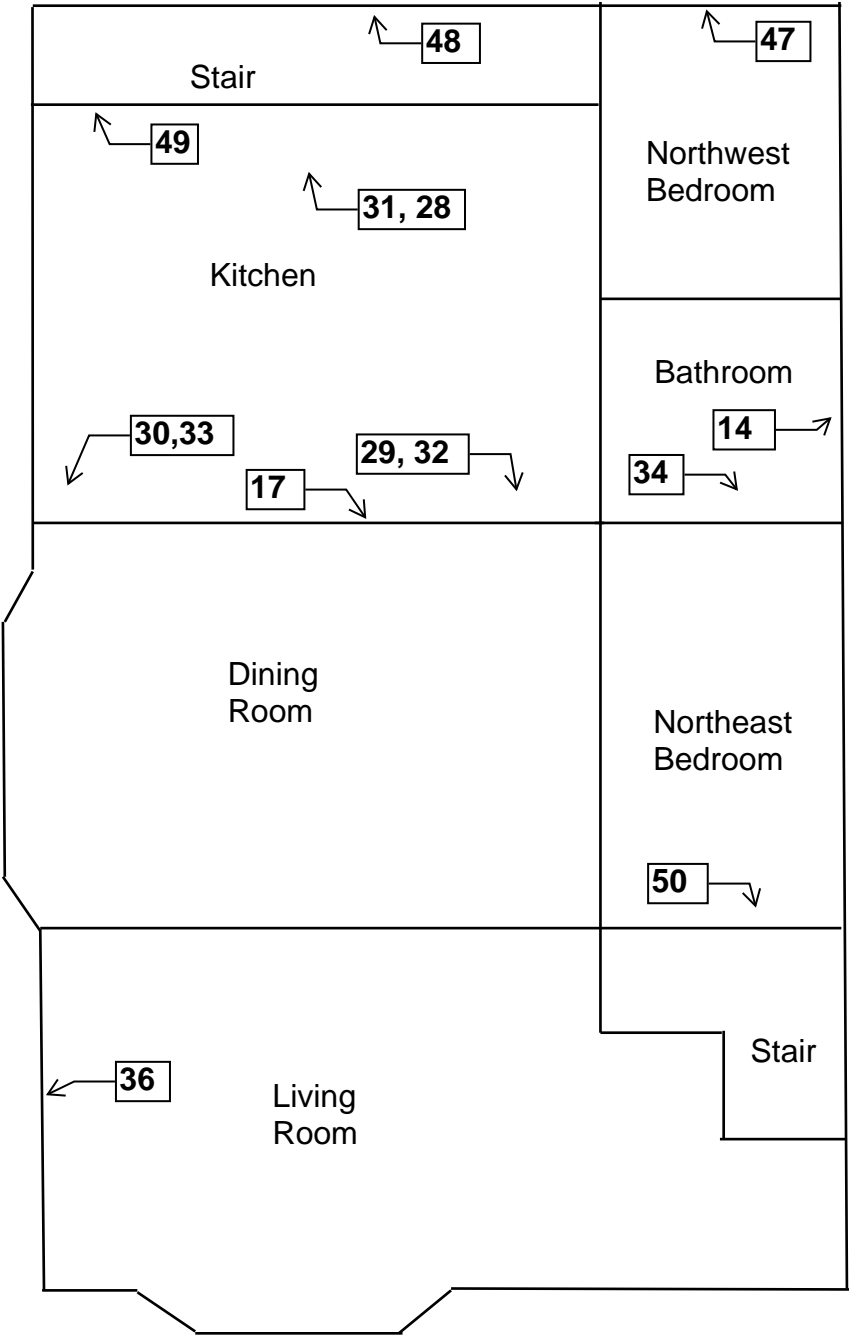 48
47
Stair
49
Northwest
Bedroom
31, 28
Kitchen
Bathroom
30,33
14
29, 32
34
17
Dining
Room
Northeast
Bedroom
50
Stair
36
Living
Room